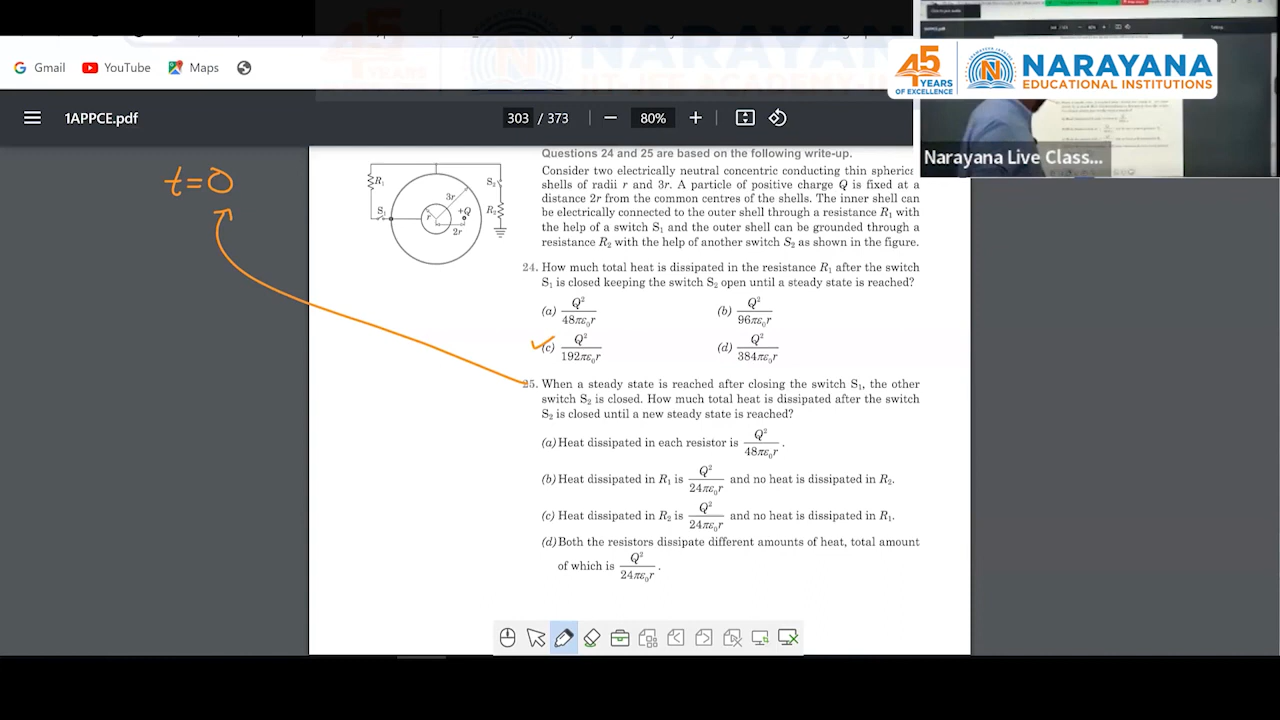 45
YEARS
OF EXCELLENCE
NARAYANA
EDUCATIONAL INSTITUTIONS
Gmail
YouTube
Maps
1APPCE.pdf
303 / 373
80%
Narayana Live Class...
t=0
R₁
S₁
3r
r
+Q
2r
S₂
R₂
Questions 24 and 25 are based on the following write-up.
Consider two electrically neutral concentric conducting thin spherical
shells of radii r and 3r. A particle of positive charge Q is fixed at a
distance 2r from the common centres of the shells. The inner shell can
be electrically connected to the outer shell through a resistance R₁ with
the help of a switch S₁ and the outer shell can be grounded through a
resistance R₂ with the help of another switch S₂ as shown in the figure.
24. How much total heat is dissipated in the resistance R₁ after the switch
S₁ is closed keeping the switch S₂ open until a steady state is reached?
(a) Q²/48πε₀r (b) Q²/96πε₀r
(c) Q²/192πε₀r (d) Q²/384πε₀r
25. When a steady state is reached after closing the switch S₁, the other
switch S₂ is closed. How much total heat is dissipated after the switch
S₂ is closed until a new steady state is reached?
(a) Heat dissipated in each resistor is Q²/48πε₀r.
(b) Heat dissipated in R₁ is Q²/24πε₀r and no heat is dissipated in R₂.
(c) Heat dissipated in R₂ is Q²/24πε₀r and no heat is dissipated in R₁.
(d) Both the resistors dissipate different amounts of heat, total amount
of which is Q²/24πε₀r.